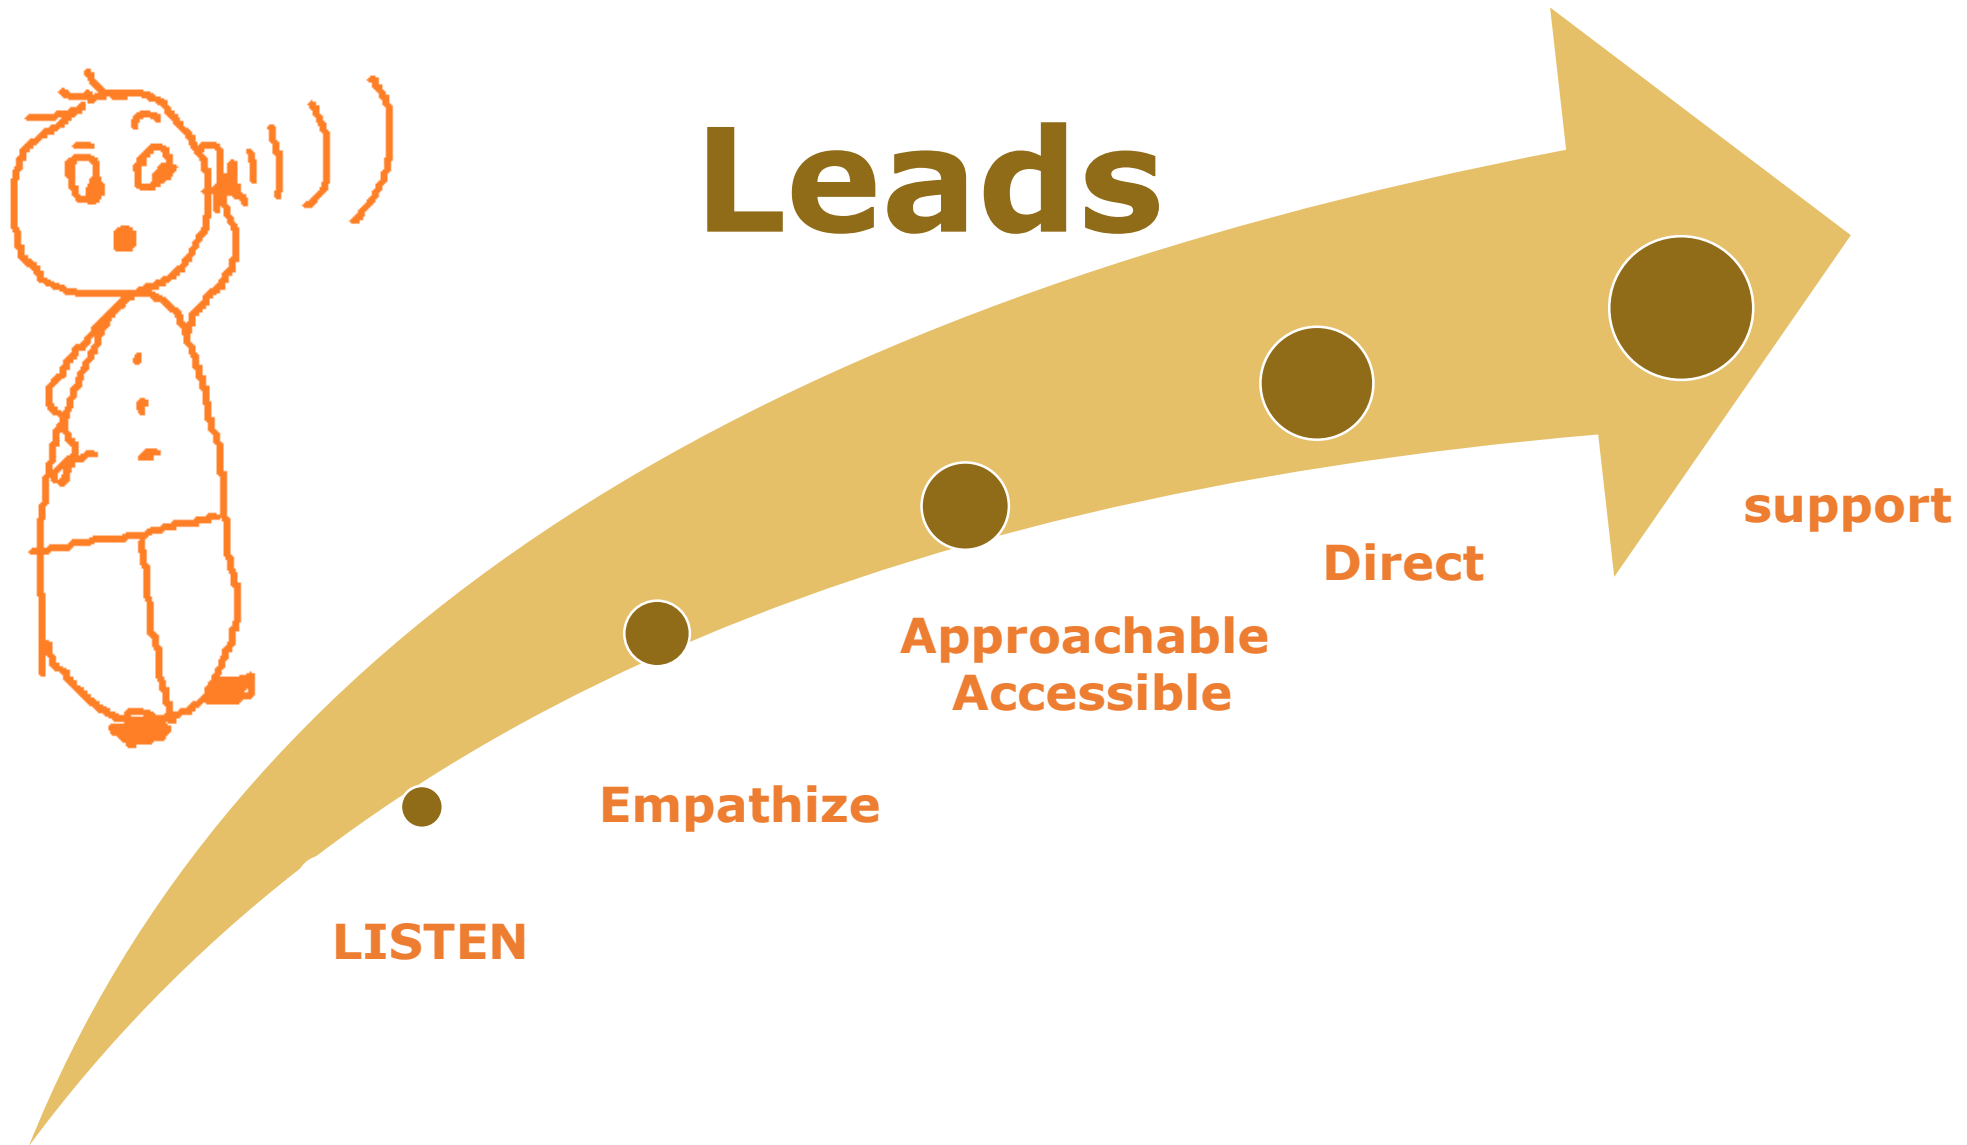 Leads
LISTEN
Empathize
Approachable
Accessible
Direct
support